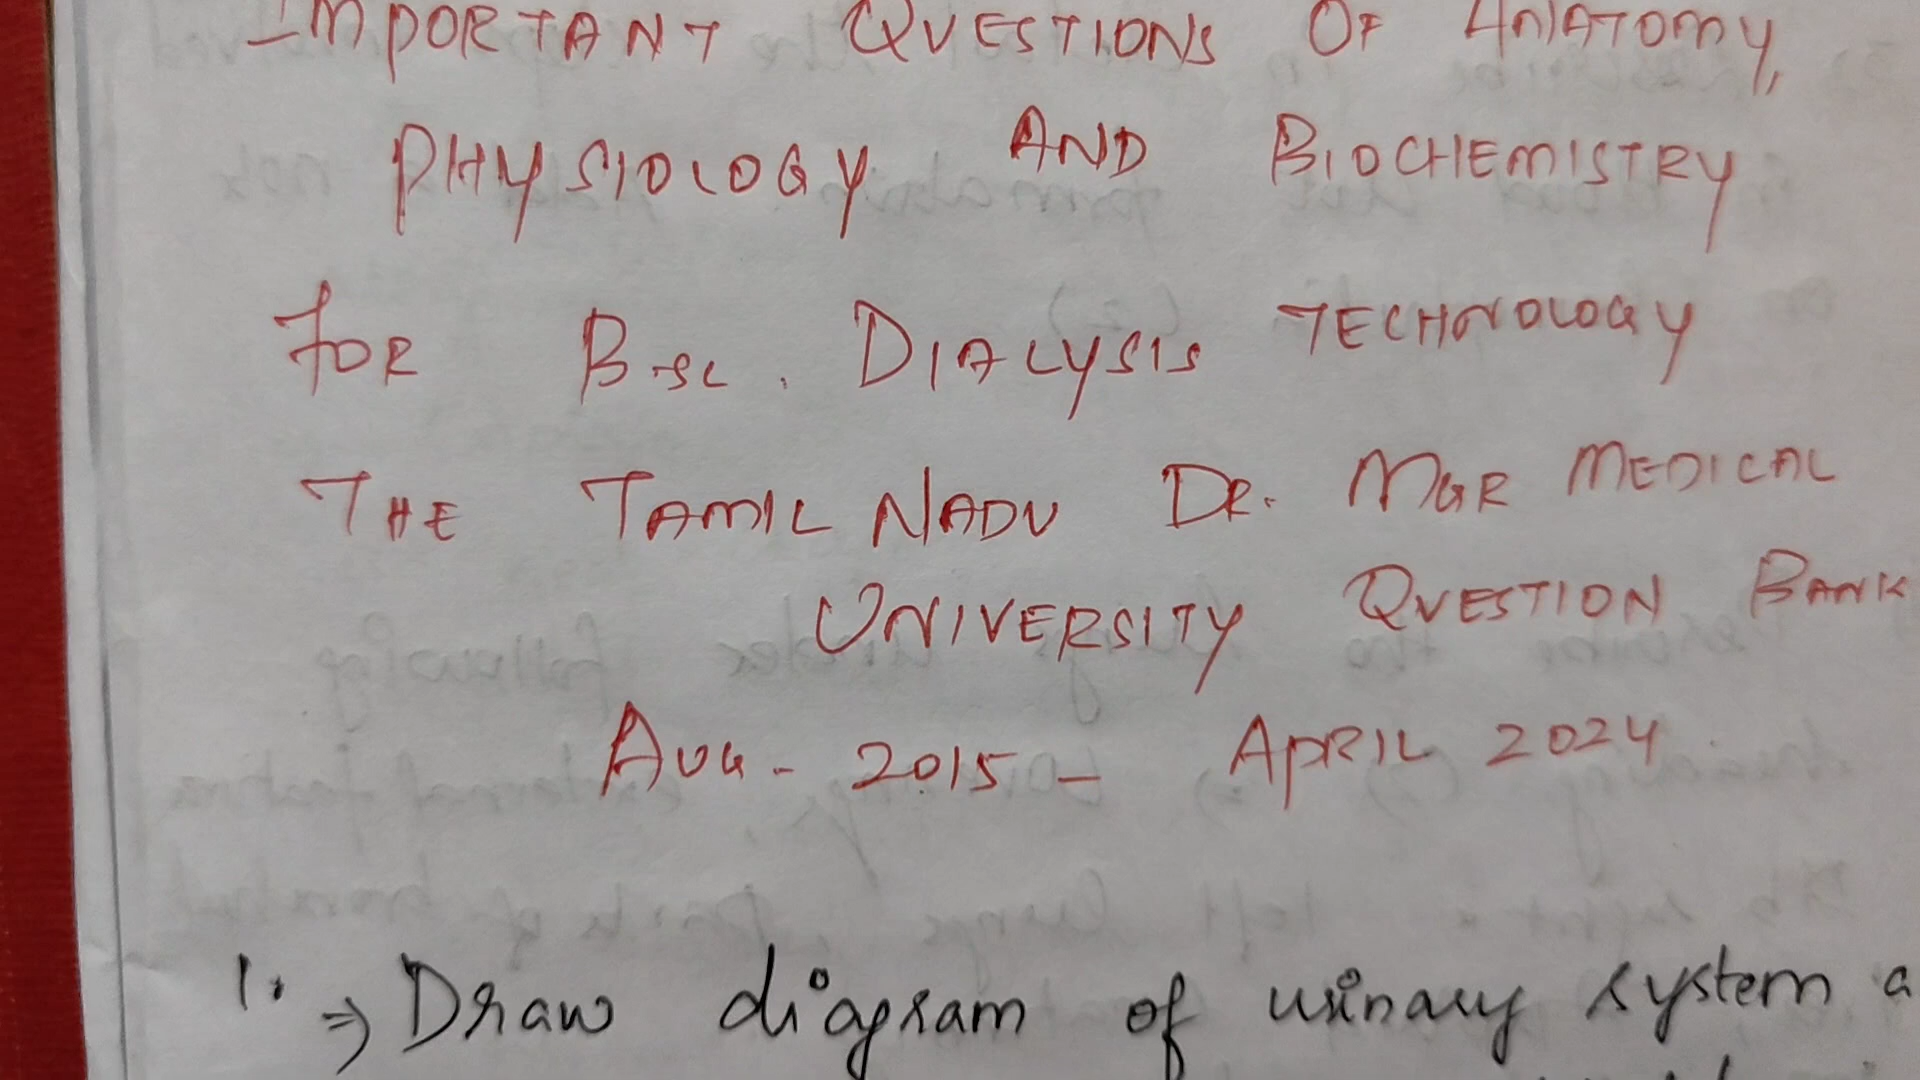 IMPORTANT QUESTIONS OF ANATOMY,
PHYSIOLOGY AND BIOCHEMISTRY
FOR B.sc. DIALYSIS TECHNOLOGY
THE TAMIL NADU DR. MGR MEDICAL
UNIVERSITY QUESTION BANK
AUG - 2015 - APRIL 2024
1. ⇒ Draw diagram of urinary system a